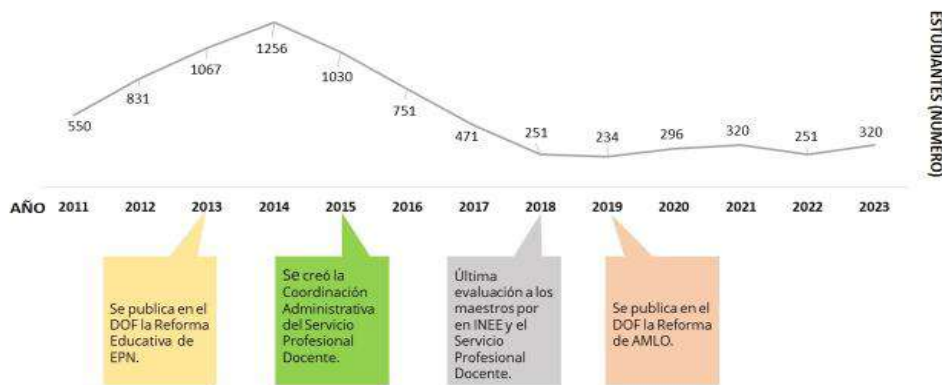 ESTUDIANTES (NÚMERO)
550
831
1067
1256
1030
751
471
251
234
296
320
251
320
AÑO 2011 2012 2013 2014 2015 2016 2017 2018 2019 2020 2021 2022 2023
Se publica en el
DOF la Reforma
Educativa de
EPN.
Se creó la
Coordinación
Administrativa
del Servicio
Profesional
Docente.
Última
evaluación a los
maestros por
en INEE y el
Servicio
Profesional
Docente.
Se publica en el
DOF la Reforma
de AMLO.